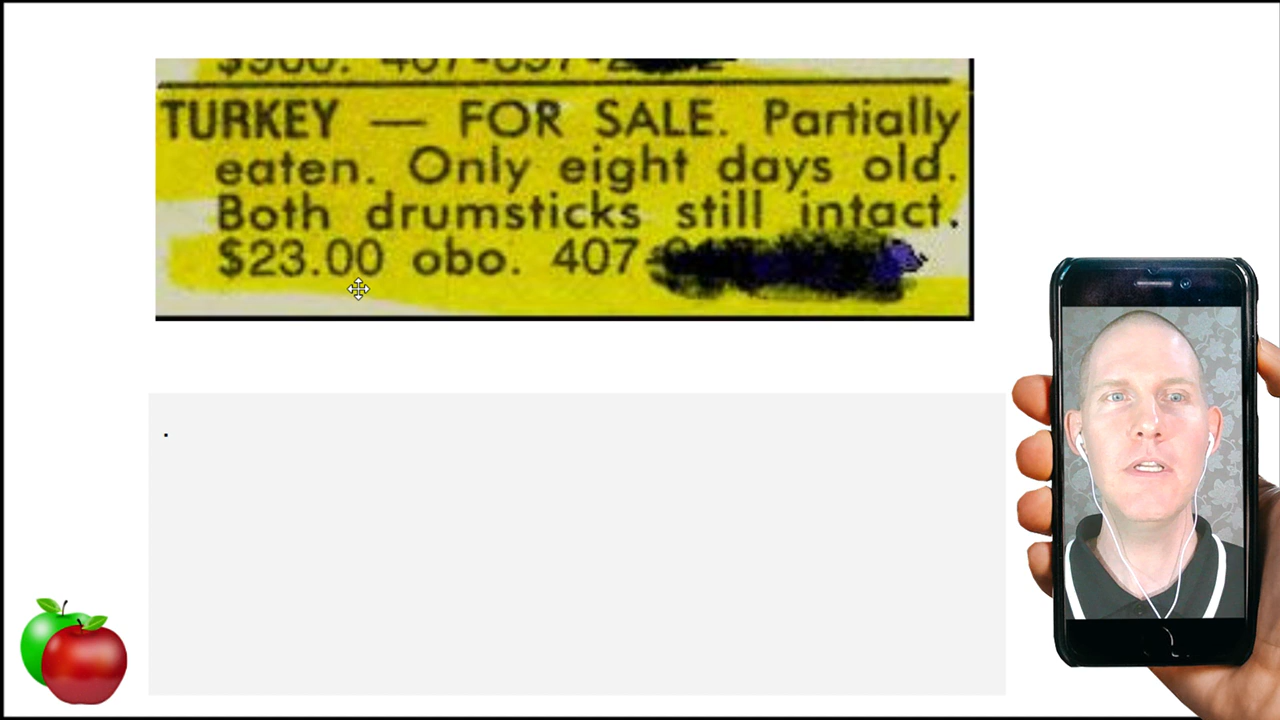 TURKEY — FOR SALE. Partially
eaten. Only eight days old.
Both drumsticks still intact.
$23.00 obo. 407-
.